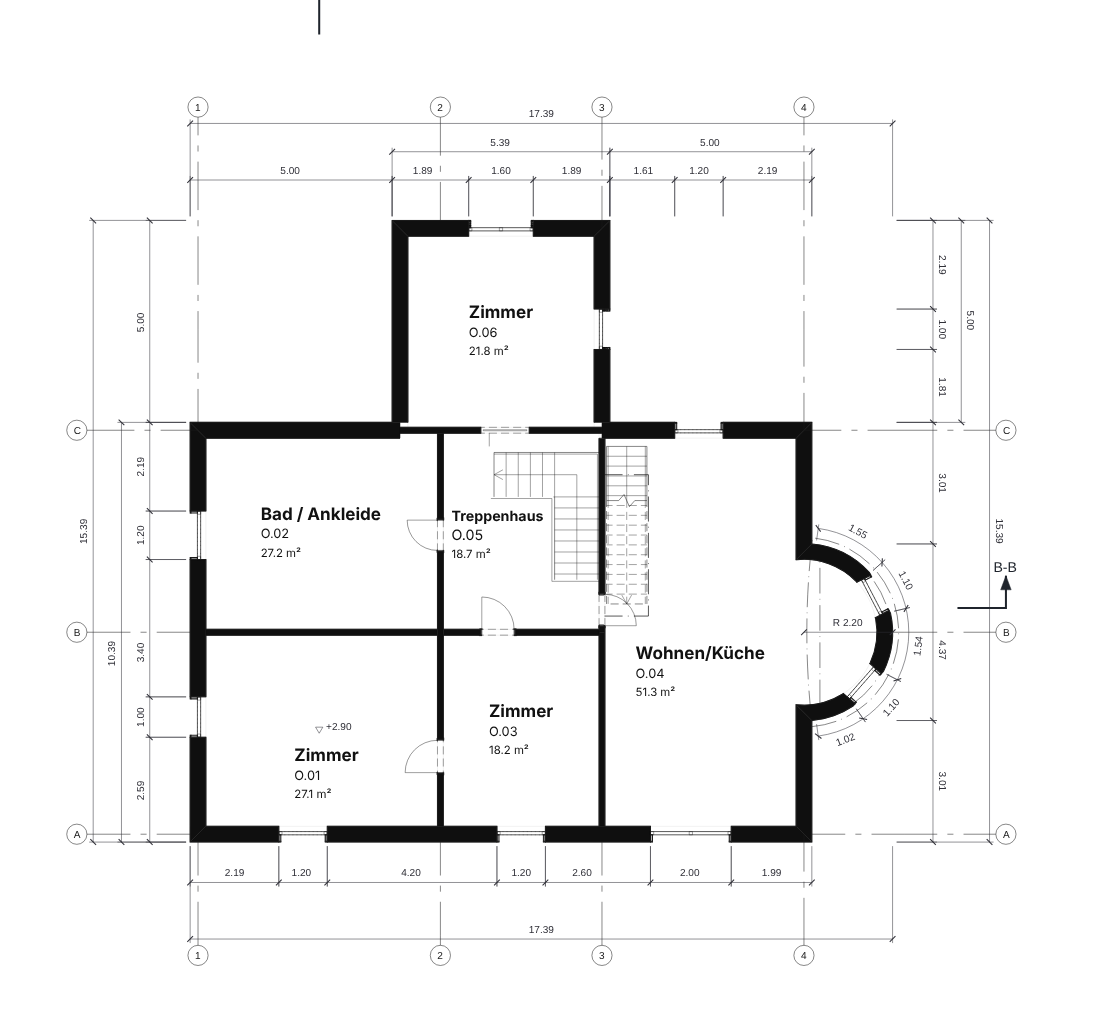 1 2 3 4
17.39
5.39 5.00
5.00 1.89 1.60 1.89 1.61 1.20 2.19
2.19
Zimmer
O.06
21.8 m²
5.00
1.00
5.00
1.81
C C
2.19
3.01
Bad / Ankleide
O.02
27.2 m²
Treppenhaus
O.05
18.7 m²
15.39
1.20
1.55
15.39
B-B
1.10
R 2.20
B B
10.39
3.40
1.54
4.37
Wohnen/Küche
O.04
51.3 m²
1.10
1.02
1.00
+2.90
Zimmer
O.01
27.1 m²
Zimmer
O.03
18.2 m²
2.59
3.01
A A
2.19 1.20 4.20 1.20 2.60 2.00 1.99
17.39
1 2 3 4